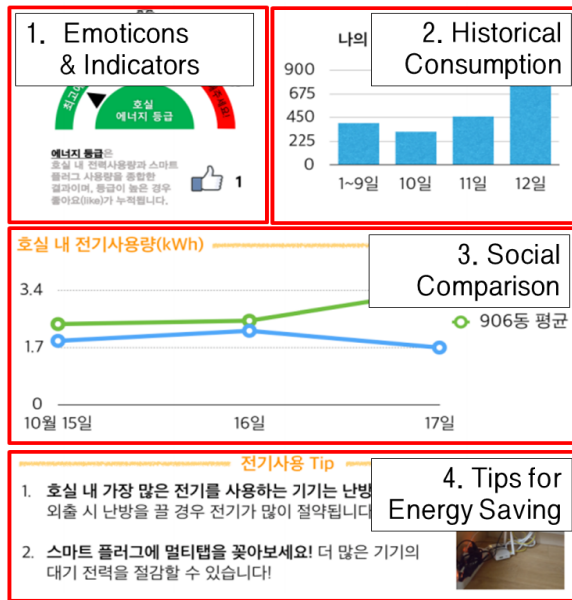 1. Emoticons
& Indicators
최고예
주세요!
호실
에너지 등급
에너지 등급은
호실 내 전력사용량과 스마트
플러그 사용량을 종합한
결과이며, 등급이 높은 경우
좋아요(like)가 누적됩니다.
1
나의
2. Historical
Consumption
900
675
450
225
0
1~9일
10일
11일
12일
호실 내 전기사용량(kWh)
3. Social
Comparison
3.4
1.7
0
906동 평균
10월 15일
16일
17일
전기사용 Tip
4. Tips for
Energy Saving
1. 호실 내 가장 많은 전기를 사용하는 기기는 난방
외출 시 난방을 끌 경우 전기가 많이 절약됩니다
2. 스마트 플러그에 멀티탭을 꽂아보세요! 더 많은 기기의
대기 전력을 절감할 수 있습니다!